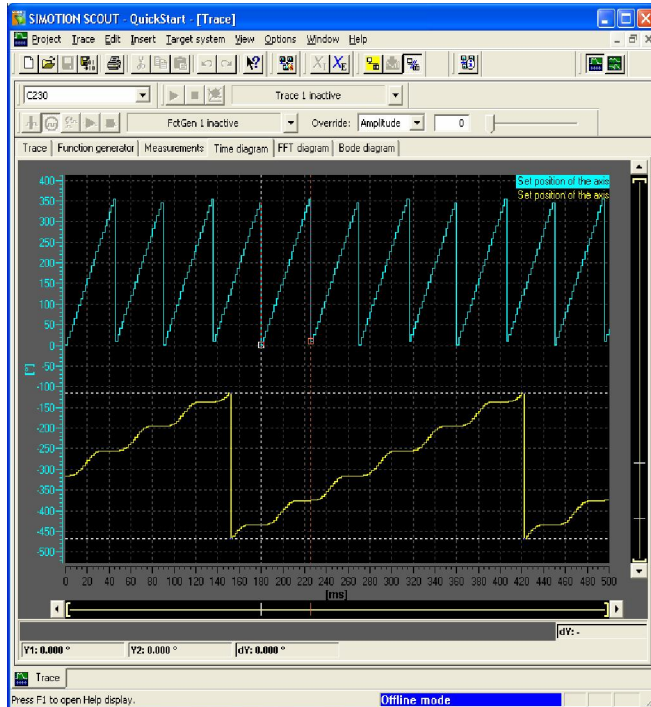 SIMOTION SCOUT - QuickStart - [Trace]
Project Trace Edit Insert Target system View Options Window Help
C230 Trace 1 inactive
FctGen 1 inactive Override: Amplitude 0
Trace Function generator Measurements Time diagram FFT diagram Bode diagram
Set position of the axis
Set position of the axis
400
350
300
250
200
150
100
50
0
-50
[°]
-100
-150
-200
-250
-300
-350
-400
-450
-500
0 20 40 60 80 100 120 140 160 180 200 220 240 260 280 300 320 340 360 380 400 420 440 460 480 500
[ms]
dY: -
Y1: 0.000 ° Y2: 0.000 ° dY: 0.000 °
Trace
Press F1 to open Help display. Offline mode